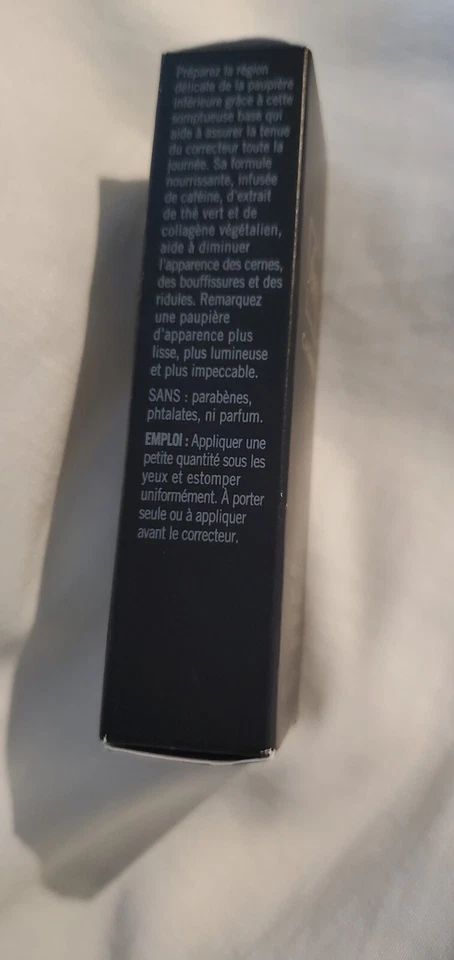 Préparez la région
délicate de la paupière
inférieure grâce à cette
somptueuse base qui
aide à assurer la tenue
du correcteur toute la
journée. Sa formule
nourrissante, infusée
de caféine, d'extrait
de thé vert et de
collagène végétalien,
aide à diminuer
l'apparence des cernes,
des bouffissures et des
ridules. Remarquez
une paupière
d'apparence plus
lisse, plus lumineuse
et plus impeccable.
SANS : parabènes,
phtalates, ni parfum.
EMPLOI : Appliquer une
petite quantité sous les
yeux et estomper
uniformément. À porter
seule ou à appliquer
avant le correcteur.